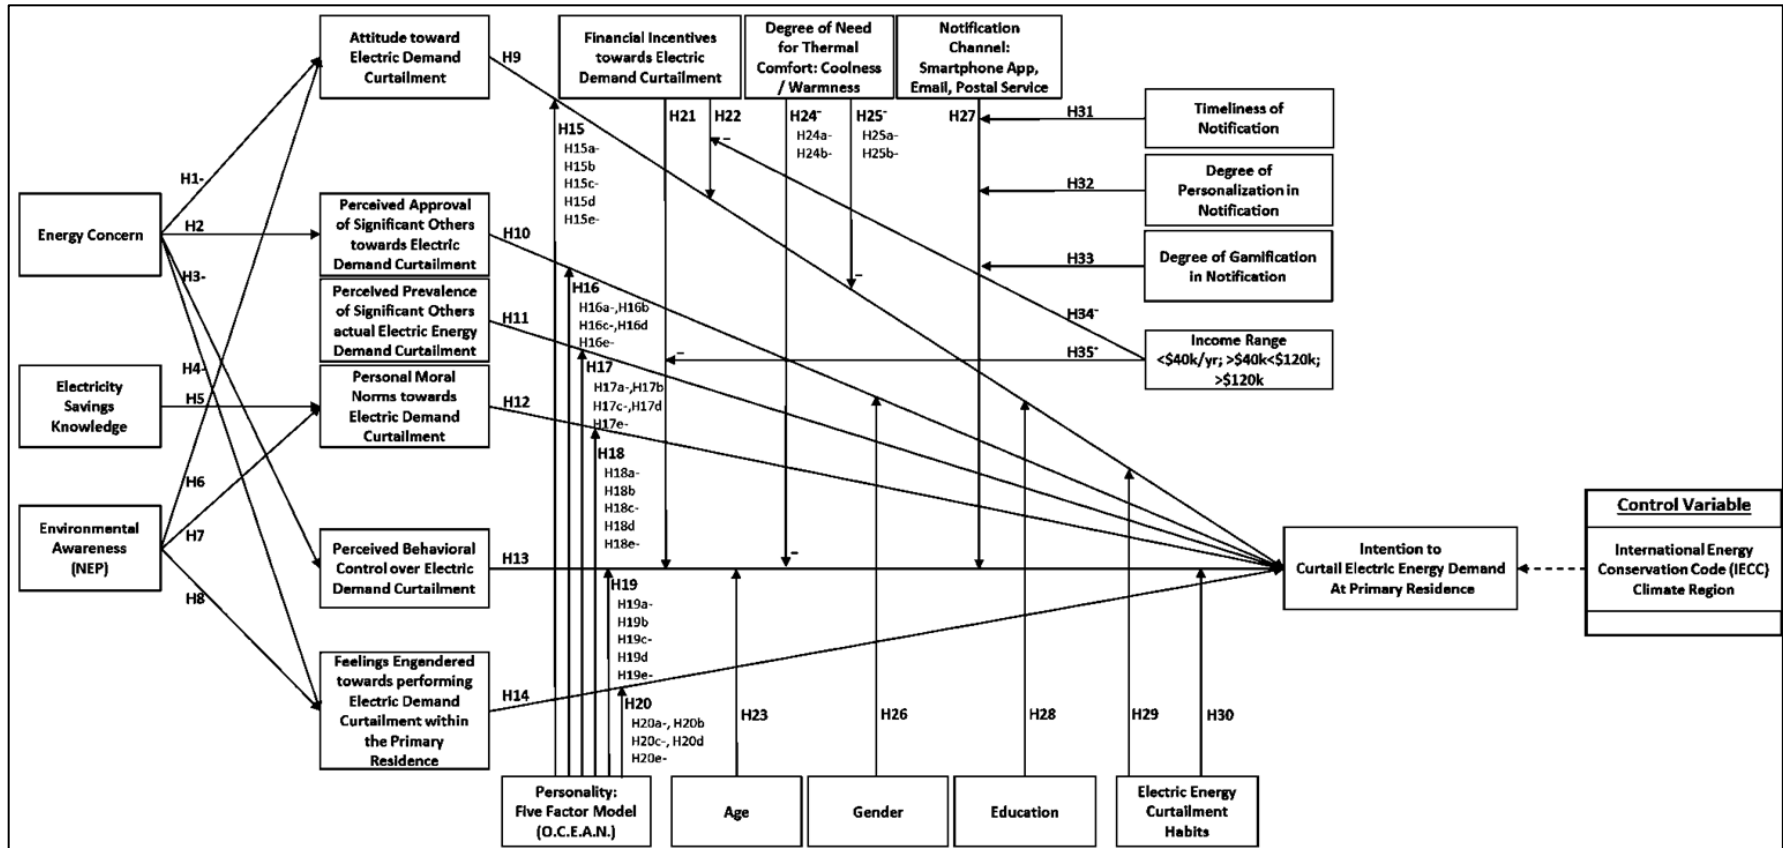 Attitude toward
Electric Demand
Curtailment
H9
Financial Incentives
towards Electric
Demand Curtailment
Degree of Need
for Thermal
Comfort: Coolness
/ Warmness
Notification
Channel:
Smartphone App,
Email, Postal Service
H15
H15a-
H15b
H15c-
H15d
H15e-
H21
H22
–
H24-
H24a-
H24b-
H25-
H25a-
H25b-
–
H27
H31
Timeliness of
Notification
H32
Degree of
Personalization in
Notification
H33
Degree of Gamification
in Notification
H34-
H35-
–
Income Range
<$40k/yr; >$40k<$120k;
>$120k
H1-
Energy Concern
H2
H3-
H4-
Perceived Approval
of Significant Others
towards Electric
Demand Curtailment
H10
H16
H16a-,H16b
H16c-,H16d
H16e-
Perceived Prevalence
of Significant Others
actual Electric Energy
Demand Curtailment
H11
H17
H17a-,H17b
H17c-,H17d
H17e-
Electricity
Savings
Knowledge
H5
Personal Moral
Norms towards
Electric Demand
Curtailment
H12
H18
H18a-
H18b
H18c-
H18d
H18e-
Environmental
Awareness
(NEP)
H6
H7
H8
Perceived Behavioral
Control over Electric
Demand Curtailment
H13
–
H19
H19a-
H19b
H19c-
H19d
H19e-
Feelings Engendered
towards performing
Electric Demand
Curtailment within
the Primary
Residence
H14
H20
H20a-, H20b
H20c-, H20d
H20e-
H23
H26
H28
H29
H30
Intention to
Curtail Electric Energy Demand
At Primary Residence
Control Variable
International Energy
Conservation Code (IECC)
Climate Region
Personality:
Five Factor Model
(O.C.E.A.N.)
Age
Gender
Education
Electric Energy
Curtailment
Habits